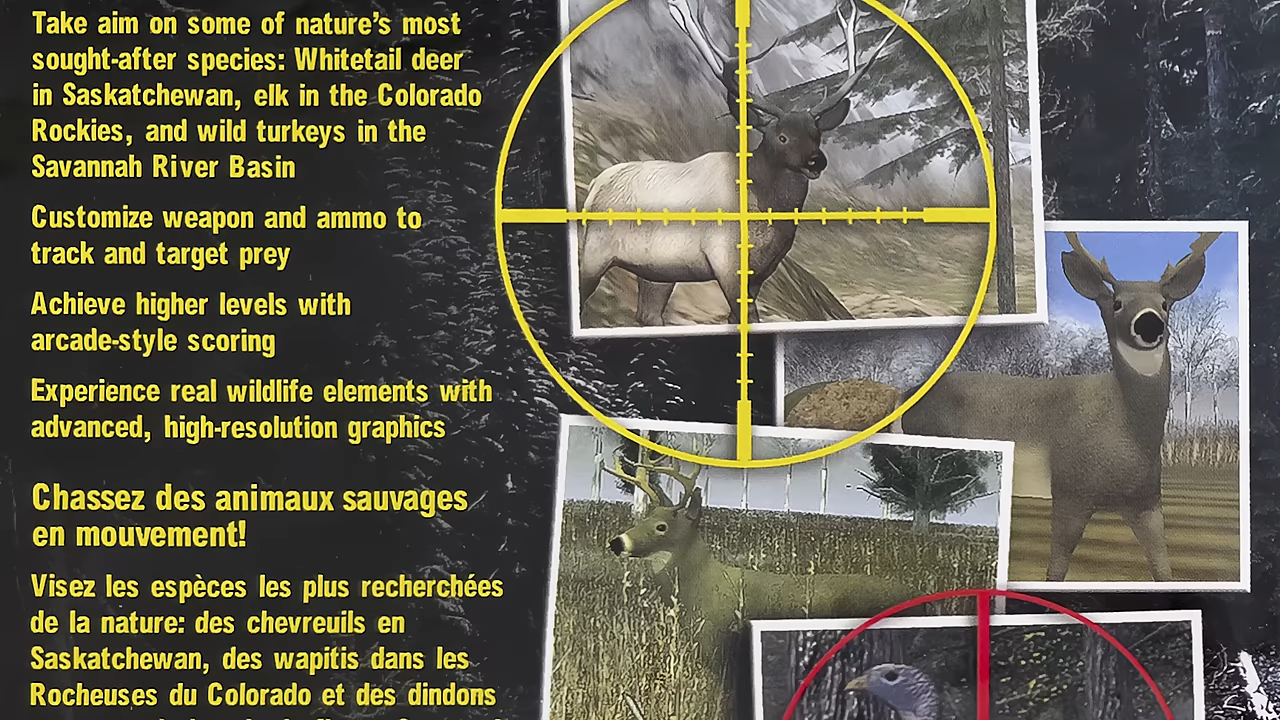 Take aim on some of nature's most
sought-after species: Whitetail deer
in Saskatchewan, elk in the Colorado
Rockies, and wild turkeys in the
Savannah River Basin
Customize weapon and ammo to
track and target prey
Achieve higher levels with
arcade-style scoring
Experience real wildlife elements with
advanced, high-resolution graphics
Chassez des animaux sauvages
en mouvement!
Visez les espèces les plus recherchées
de la nature: des chevreuils en
Saskatchewan, des wapitis dans les
Rocheuses du Colorado et des dindons